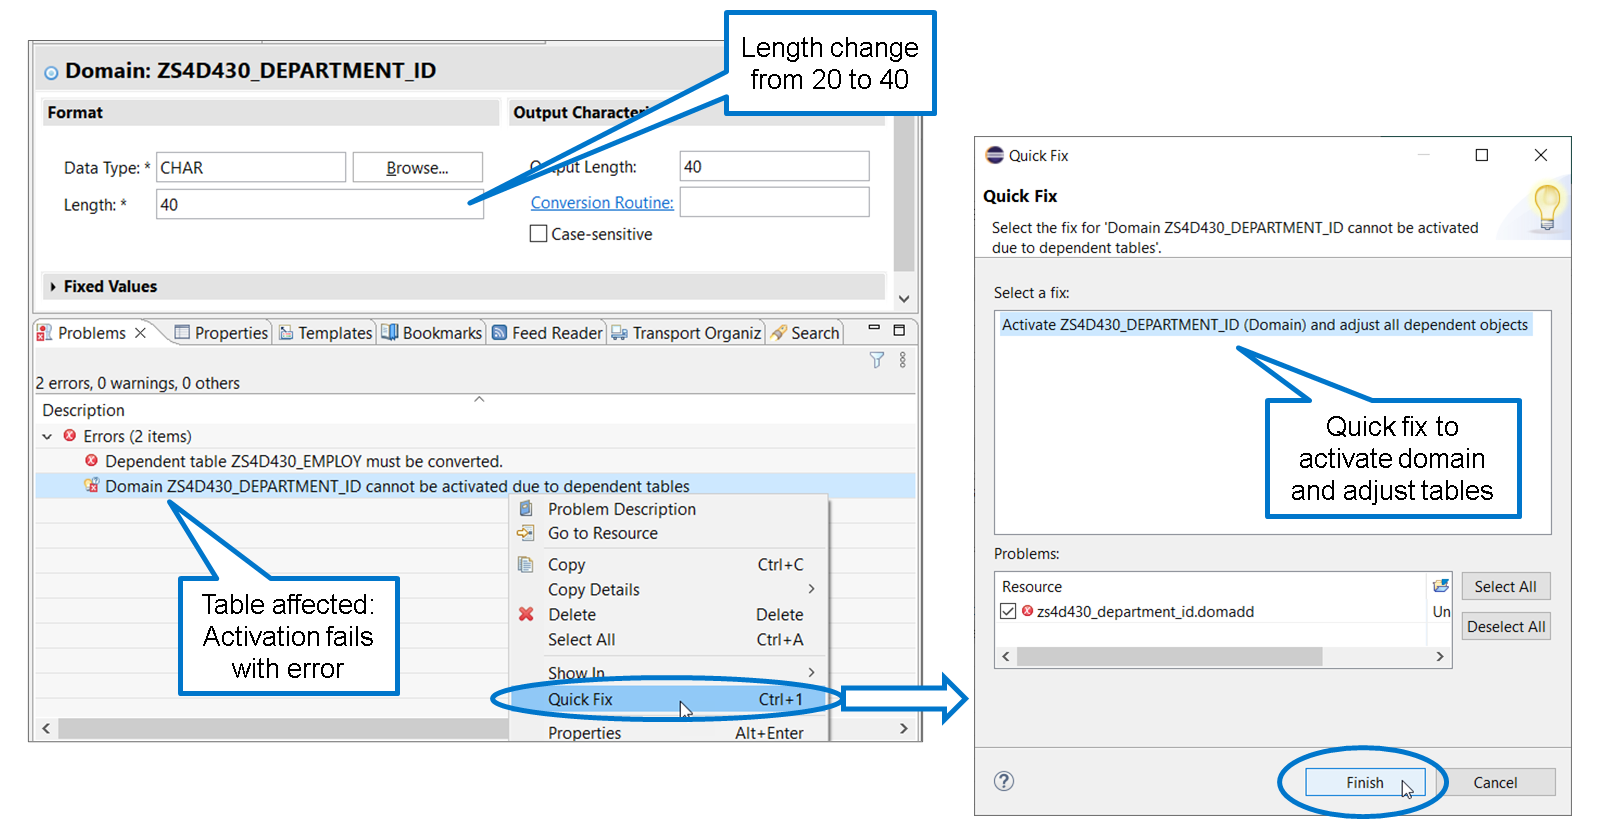 Length change
from 20 to 40
Domain: ZS4D430_DEPARTMENT_ID
Format
Output Characteri
Data Type: *
CHAR
Browse...
Output Length:
40
Length: *
40
Conversion Routine:
Case-sensitive
Fixed Values
Problems
Properties
Templates
Bookmarks
Feed Reader
Transport Organiz
Search
2 errors, 0 warnings, 0 others
Description
Errors (2 items)
Dependent table ZS4D430_EMPLOY must be converted.
Domain ZS4D430_DEPARTMENT_ID cannot be activated due to dependent tables
Problem Description
Go to Resource
Copy Ctrl+C
Copy Details
Delete Delete
Select All Ctrl+A
Show In
Quick Fix Ctrl+1
Properties Alt+Enter
Table affected:
Activation fails
with error
Quick Fix
Quick Fix
Select the fix for 'Domain ZS4D430_DEPARTMENT_ID cannot be activated
due to dependent tables'.
Select a fix:
Activate ZS4D430_DEPARTMENT_ID (Domain) and adjust all dependent objects
Quick fix to
activate domain
and adjust tables
Problems:
Resource
Select All
zs4d430_department_id.domadd
Un
Deselect All
Finish
Cancel